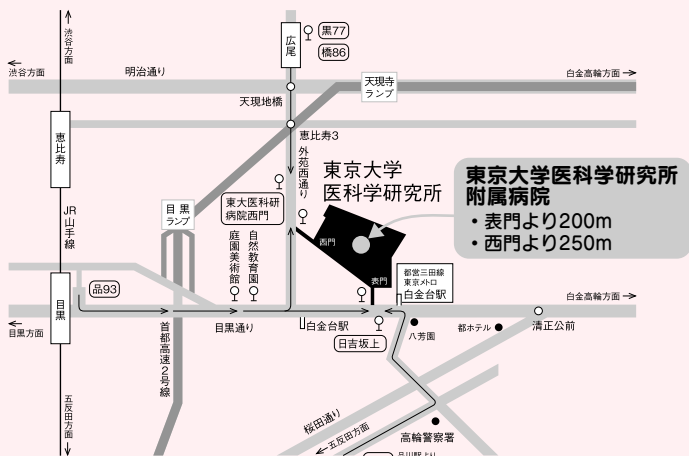 渋谷方面
渋谷方面
明治通り
広尾
黒77
橋86
天現寺
ランプ
白金高輪方面
天現地橋
恵比寿
恵比寿3
外苑西通り
東京大学
医科学研究所
東京大学医科学研究所
附属病院
・表門より200m
・西門より250m
JR山手線
目黒
ランプ
東大医科研
病院西門
西門
表門
庭園美術館
自然教育園
都営三田線
東京メトロ
白金台駅
品93
目黒
目黒方面
首都高速2号線
目黒通り
白金台駅
日吉坂上
八芳園
都ホテル
清正公前
白金高輪方面
五反田方面
桜田通り
五反田方面
高輪警察署
品川駅より